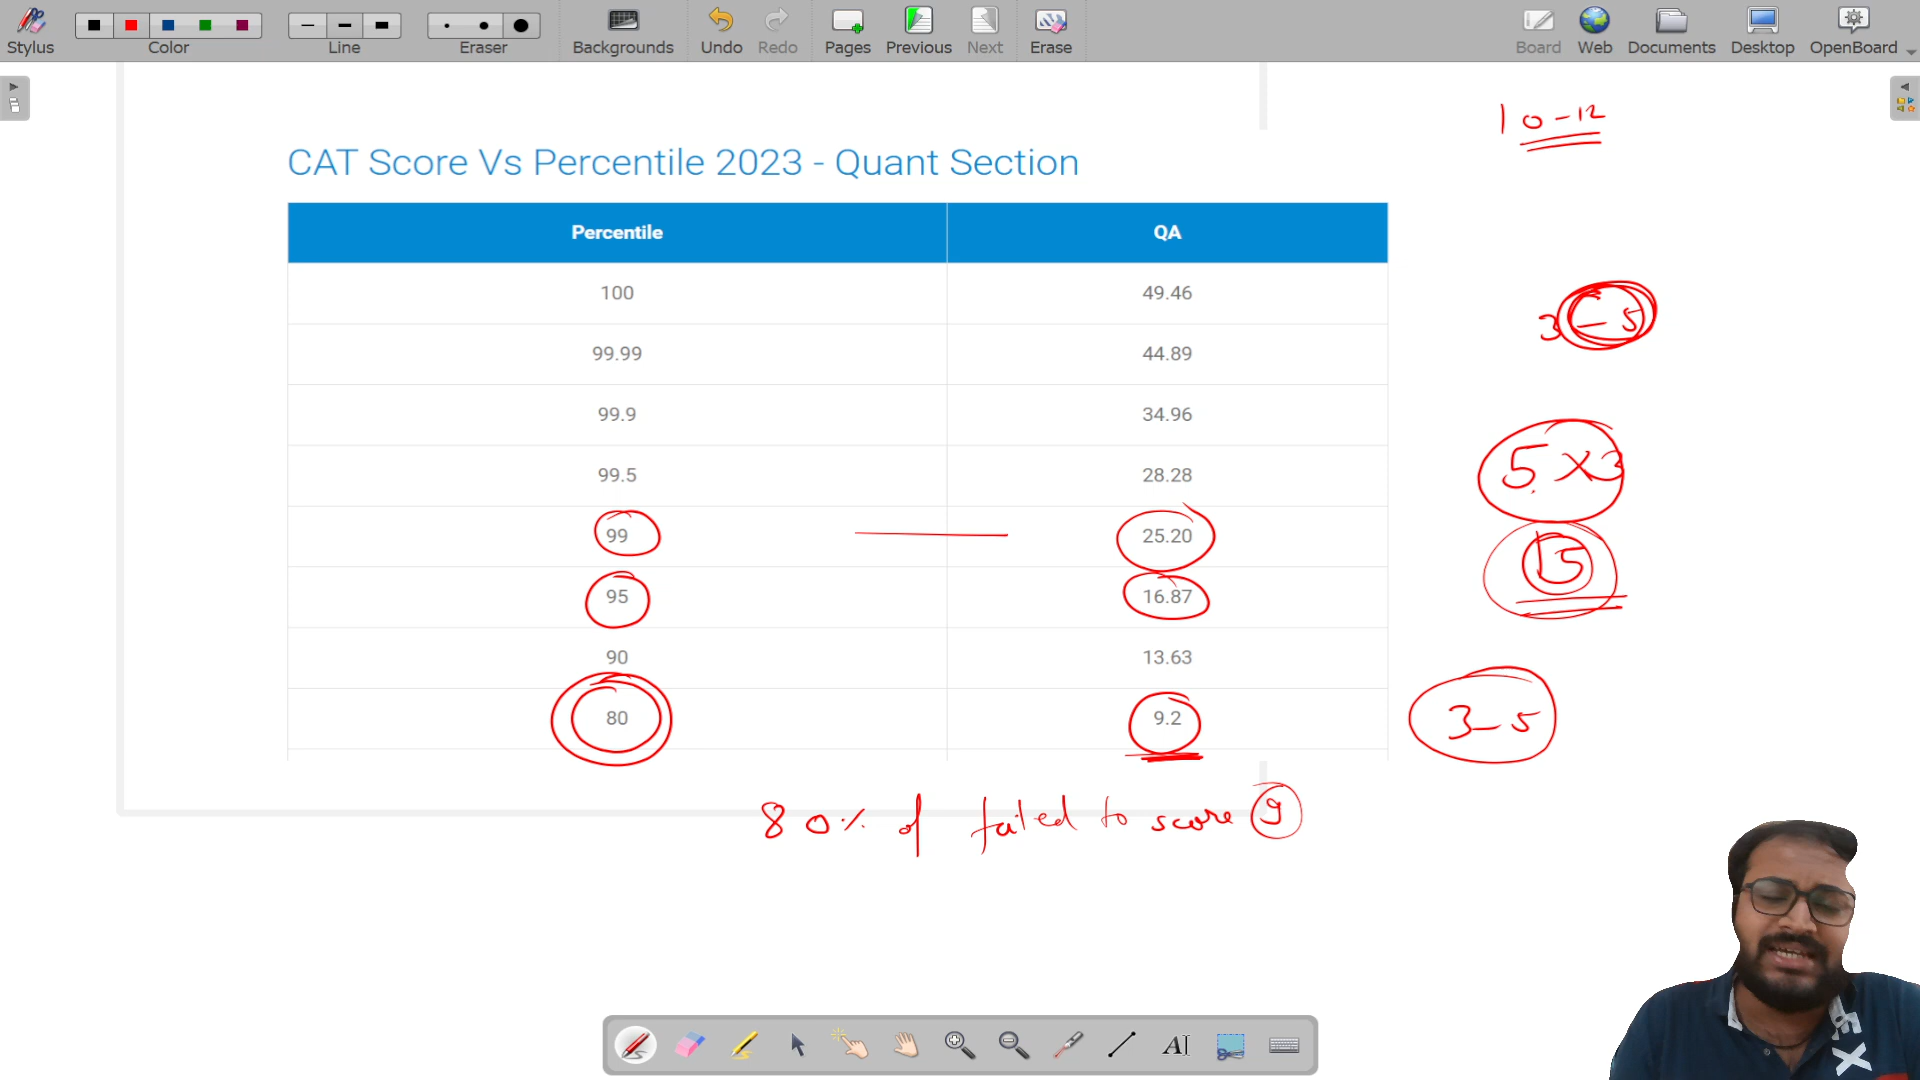 Stylus Color Line Eraser Backgrounds Undo Redo Pages Previous Next Erase Board Web Documents Desktop OpenBoard
10-12
CAT Score Vs Percentile 2023 - Quant Section
Percentile QA
100 49.46
99.99 44.89
3-5
99.9 34.96
99.5 28.28
5x3
99 25.20
15
95 16.87
90 13.63
80 9.2
3-5
80% of failed to score 9